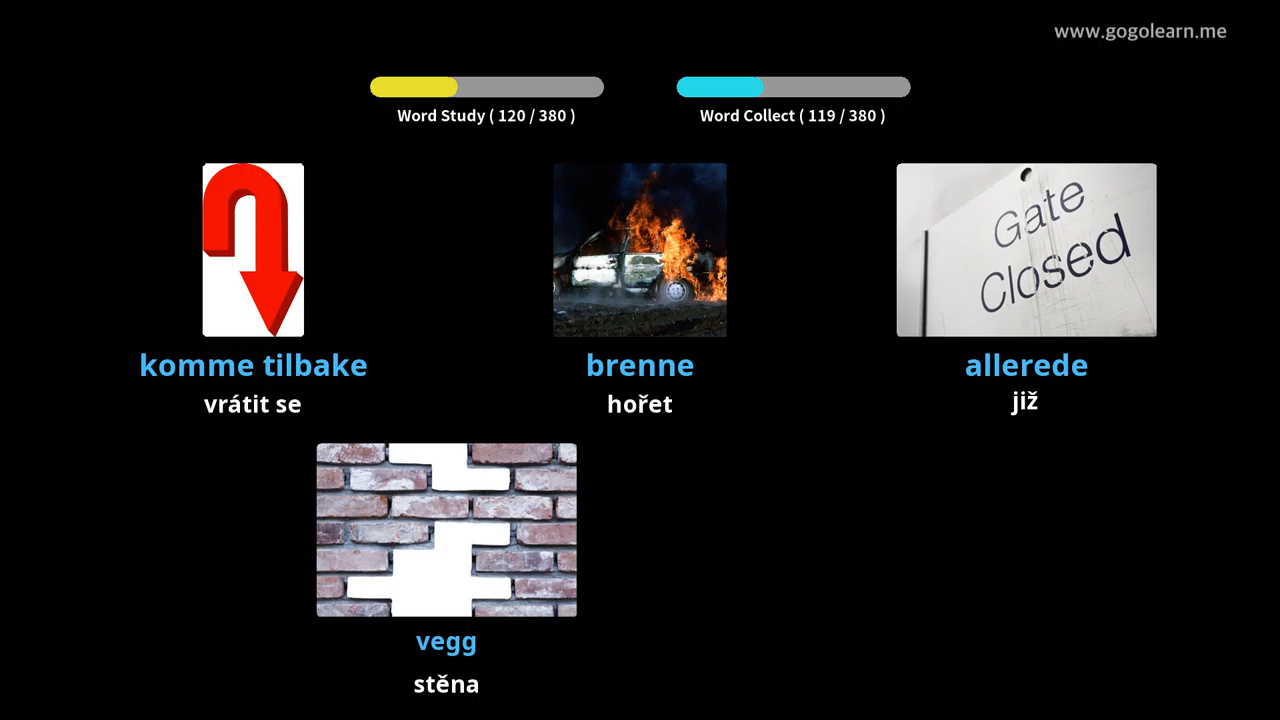 www.gogolearn.me
Word Study ( 120 / 380 )
Word Collect ( 119 / 380 )
Gate
Closed
komme tilbake
brenne
allerede
vrátit se
hořet
již
vegg
stěna